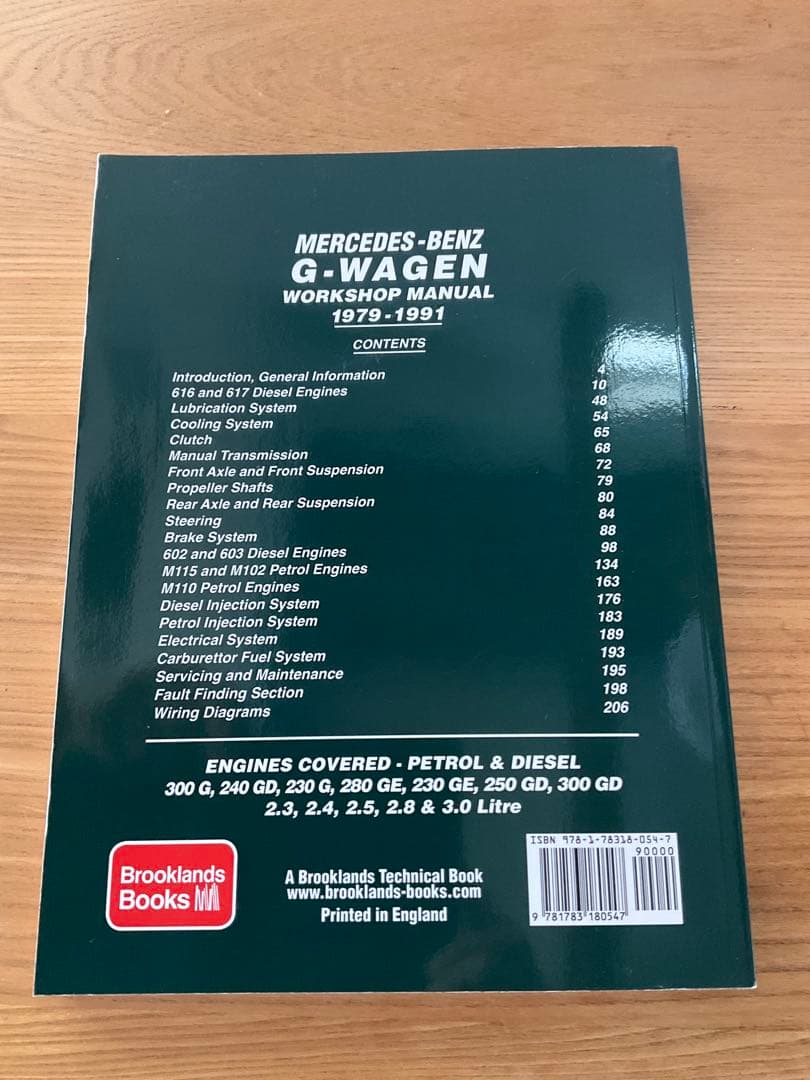 MERCEDES-BENZ
G-WAGEN
WORKSHOP MANUAL
1979-1991
CONTENTS
Introduction, General Information 4
616 and 617 Diesel Engines 10
Lubrication System 48
Cooling System 54
Clutch 65
Manual Transmission 68
Front Axle and Front Suspension 72
Propeller Shafts 79
Rear Axle and Rear Suspension 80
Steering 84
Brake System 88
602 and 603 Diesel Engines 98
M115 and M102 Petrol Engines 134
M110 Petrol Engines 163
Diesel Injection System 176
Petrol Injection System 183
Electrical System 189
Carburettor Fuel System 193
Servicing and Maintenance 195
Fault Finding Section 198
Wiring Diagrams 206
ENGINES COVERED - PETROL & DIESEL
300 G, 240 GD, 230 G, 280 GE, 230 GE, 250 GD, 300 GD
2.3, 2.4, 2.5, 2.8 & 3.0 Litre
Brooklands
Books
A Brooklands Technical Book
www.brooklands-books.com
Printed in England
ISBN 978-1-78318-054-7
90000
9 781783 180547